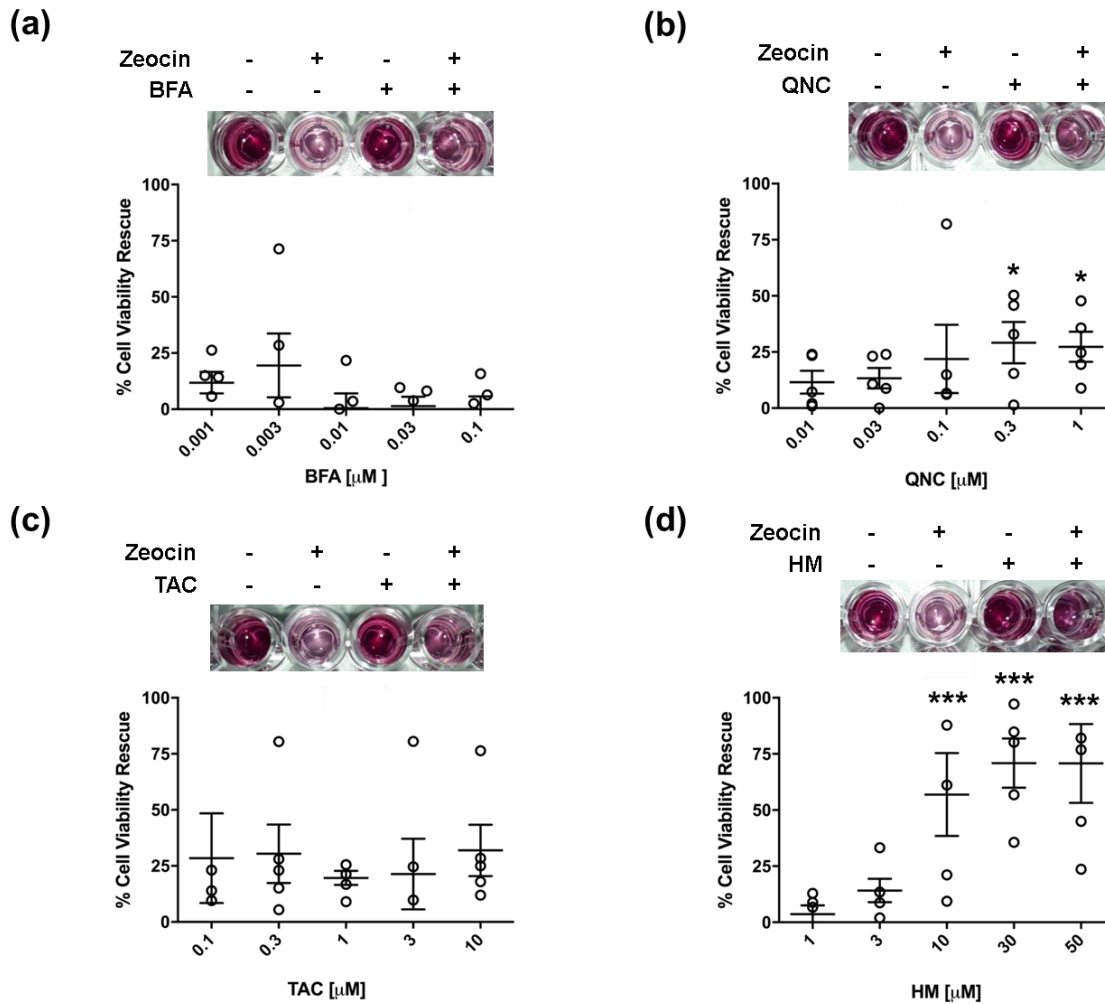 (a)
Zeocin - + - +
BFA - - + +
% Cell Viability Rescue
100
75
50
25
0
0.001 0.003 0.01 0.03 0.1
BFA [μM ]
(b)
Zeocin - + - +
QNC - - + +
% Cell Viability Rescue
100
75
50
25
0
* *
0.01 0.03 0.1 0.3 1
QNC [μM]
(c)
Zeocin - + - +
TAC - - + +
% Cell Viability Rescue
100
75
50
25
0
0.1 0.3 1 3 10
TAC [μM]
(d)
Zeocin - + - +
HM - - + +
% Cell Viability Rescue
100
75
50
25
0
*** *** ***
1 3 10 30 50
HM [μM]